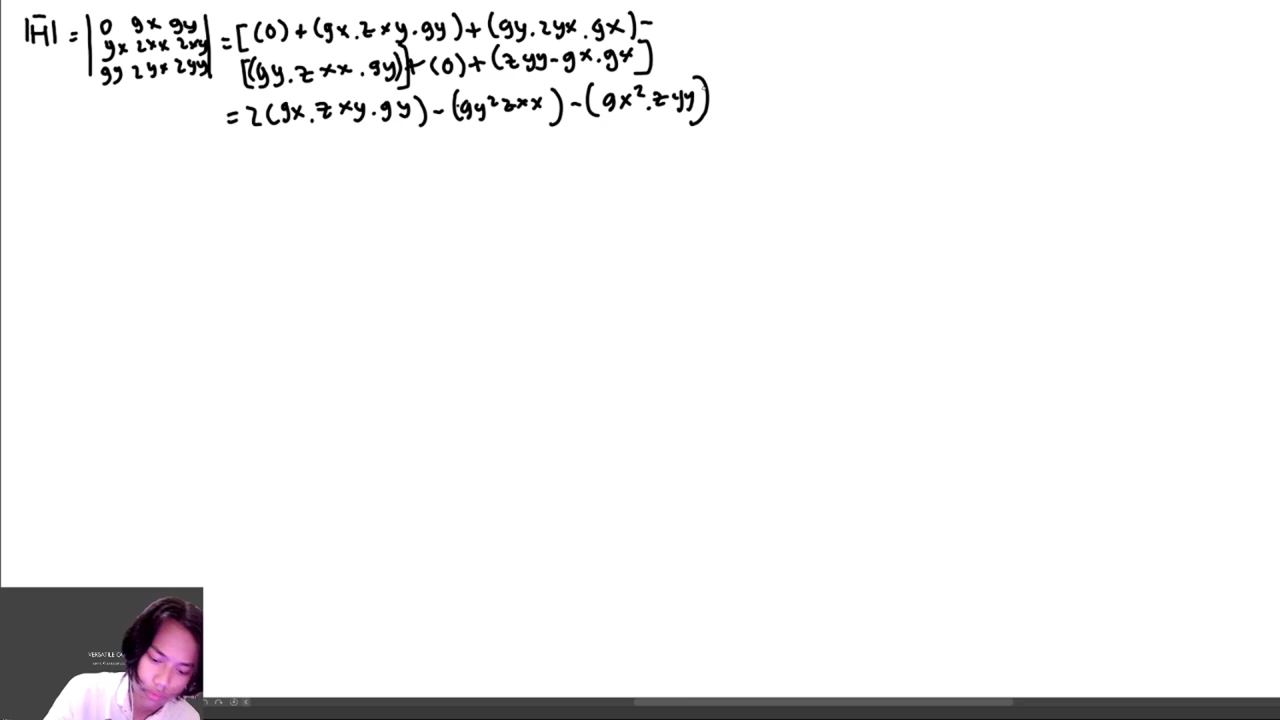 |H̄| = | 0 gx gy | = [(0) + (gx.zxy.gy) + (gy.zyx.gx) -
| gx zxx zxy |
| gy zyx zyy | [(gy.zxx.gy)] + (0) + (zyy-gx.gx]
= 2(gx.zxy.gy) - (gy²zxx) - (gx².zyy)